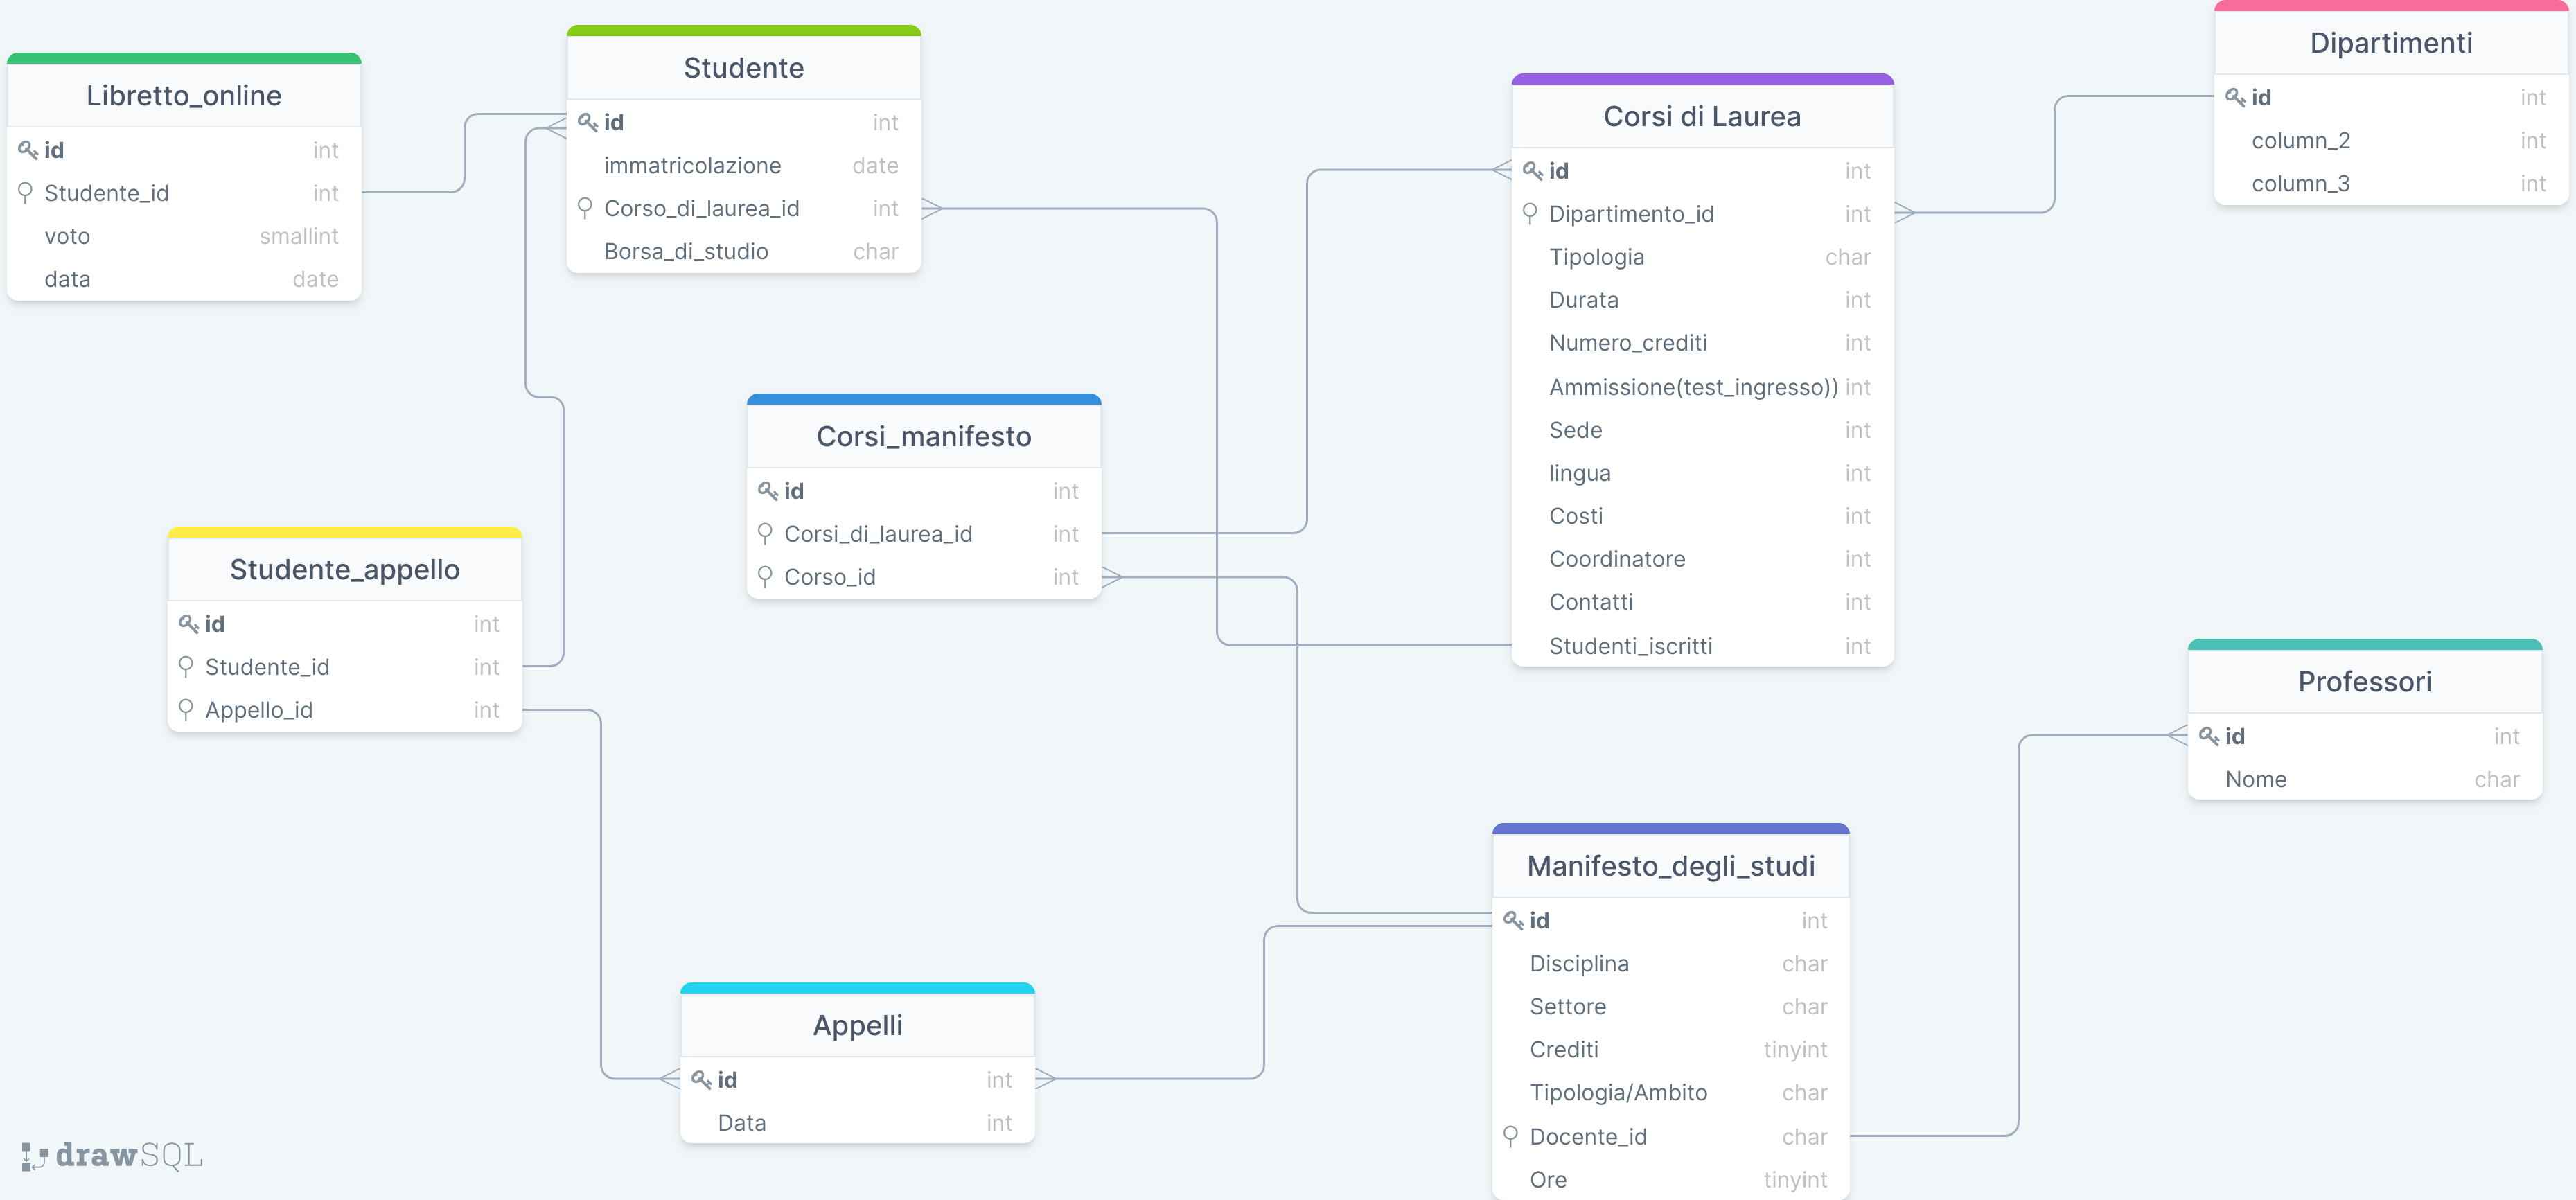 Libretto_online
id int
Studente_id int
voto smallint
data date
Studente
id int
immatricolazione date
Corso_di_laurea_id int
Borsa_di_studio char
Corsi di Laurea
id int
Dipartimento_id int
Tipologia char
Durata int
Numero_crediti int
Ammissione(test_ingresso)) int
Sede int
lingua int
Costi int
Coordinatore int
Contatti int
Studenti_iscritti int
Dipartimenti
id int
column_2 int
column_3 int
Corsi_manifesto
id int
Corsi_di_laurea_id int
Corso_id int
Studente_appello
id int
Studente_id int
Appello_id int
Professori
id int
Nome char
Manifesto_degli_studi
id int
Disciplina char
Settore char
Crediti tinyint
Tipologia/Ambito char
Docente_id char
Ore tinyint
Appelli
id int
Data int
drawSQL